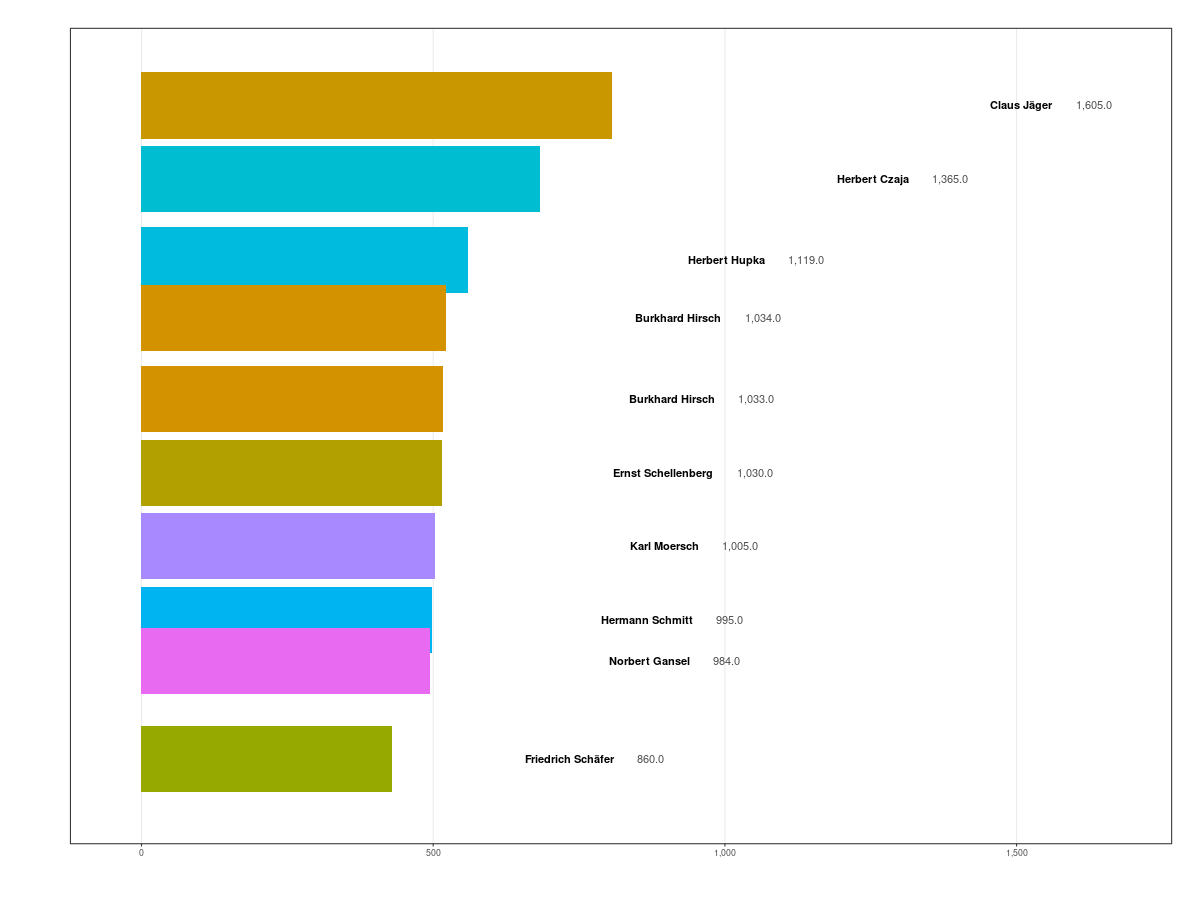 Claus Jäger 1,605.0
Herbert Czaja 1,365.0
Herbert Hupka 1,119.0
Burkhard Hirsch 1,034.0
Burkhard Hirsch 1,033.0
Ernst Schellenberg 1,030.0
Karl Moersch 1,005.0
Hermann Schmitt 995.0
Norbert Gansel 984.0
Friedrich Schäfer 860.0
0 500 1,000 1,500